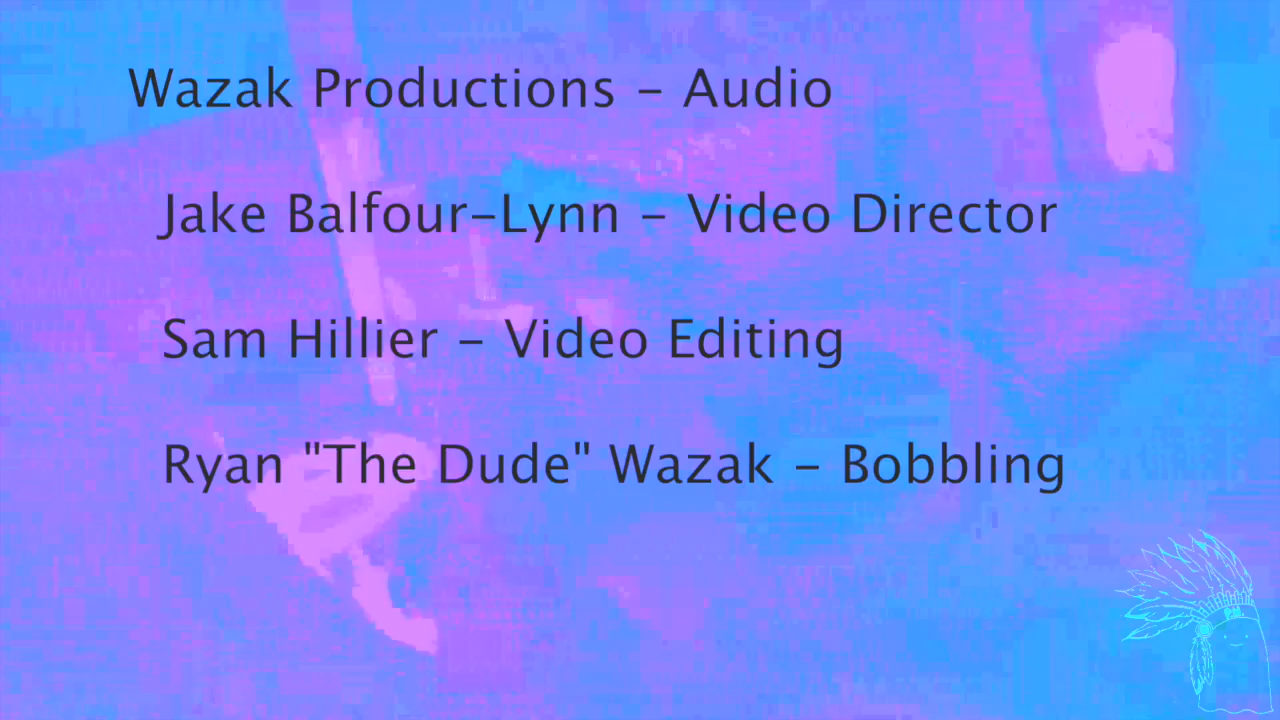 Wazak Productions - Audio
Jake Balfour-Lynn - Video Director
Sam Hillier - Video Editing
Ryan "The Dude" Wazak - Bobbling